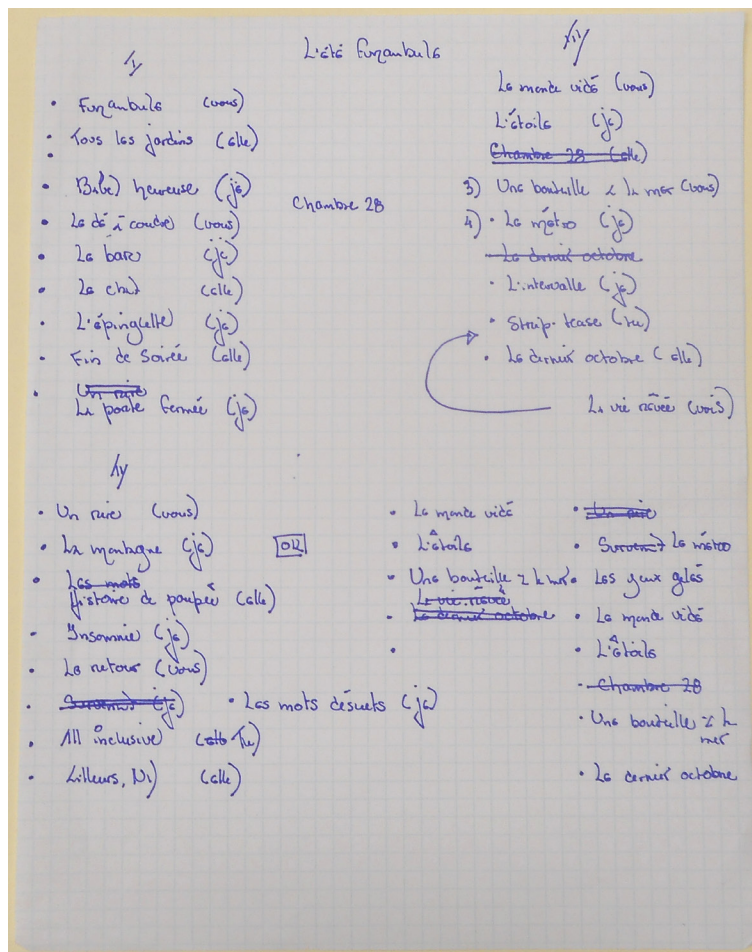 L'été funambule
I
• Funambule (vous)
• Tous les jardins (elle)
•
• Bébé heureuse (je)
• Le dé à coudre (vous)
• Le banc (je)
• Le chat (elle)
• L'épinglette (je)
• Fin de soirée (elle)
• Un rire
La porte fermée (je)
Chambre 28
III
Le monde vidé (vous)
L'étoile (je)
Chambre 28 (elle)
3) Une bouteille à la mer (vous)
4) • Le métro (je)
Le dernier octobre
• L'intervalle (je)
• Strip-tease (tu)
• Le dernier octobre (elle)
La vie rêvée (vous)
• Un rire (vous)
• La montagne (je)
OK
• Les mots
Histoire de poupée (elle)
• Insomnie (je)
• Le retour (vous)
• Survenir (je) • Les mots désuets (je)
• All inclusive (elle Tu)
• Ailleurs, NY (elle)
• Le monde vidé
• L'étoile
• Une bouteille à la mer
La vie rêvée
• Le dernier octobre
•
• Un rire
• Le métro
• Les yeux gelés
• Le monde vidé
• L'étoile
• Chambre 28
• Une bouteille à la
mer
• Le dernier octobre